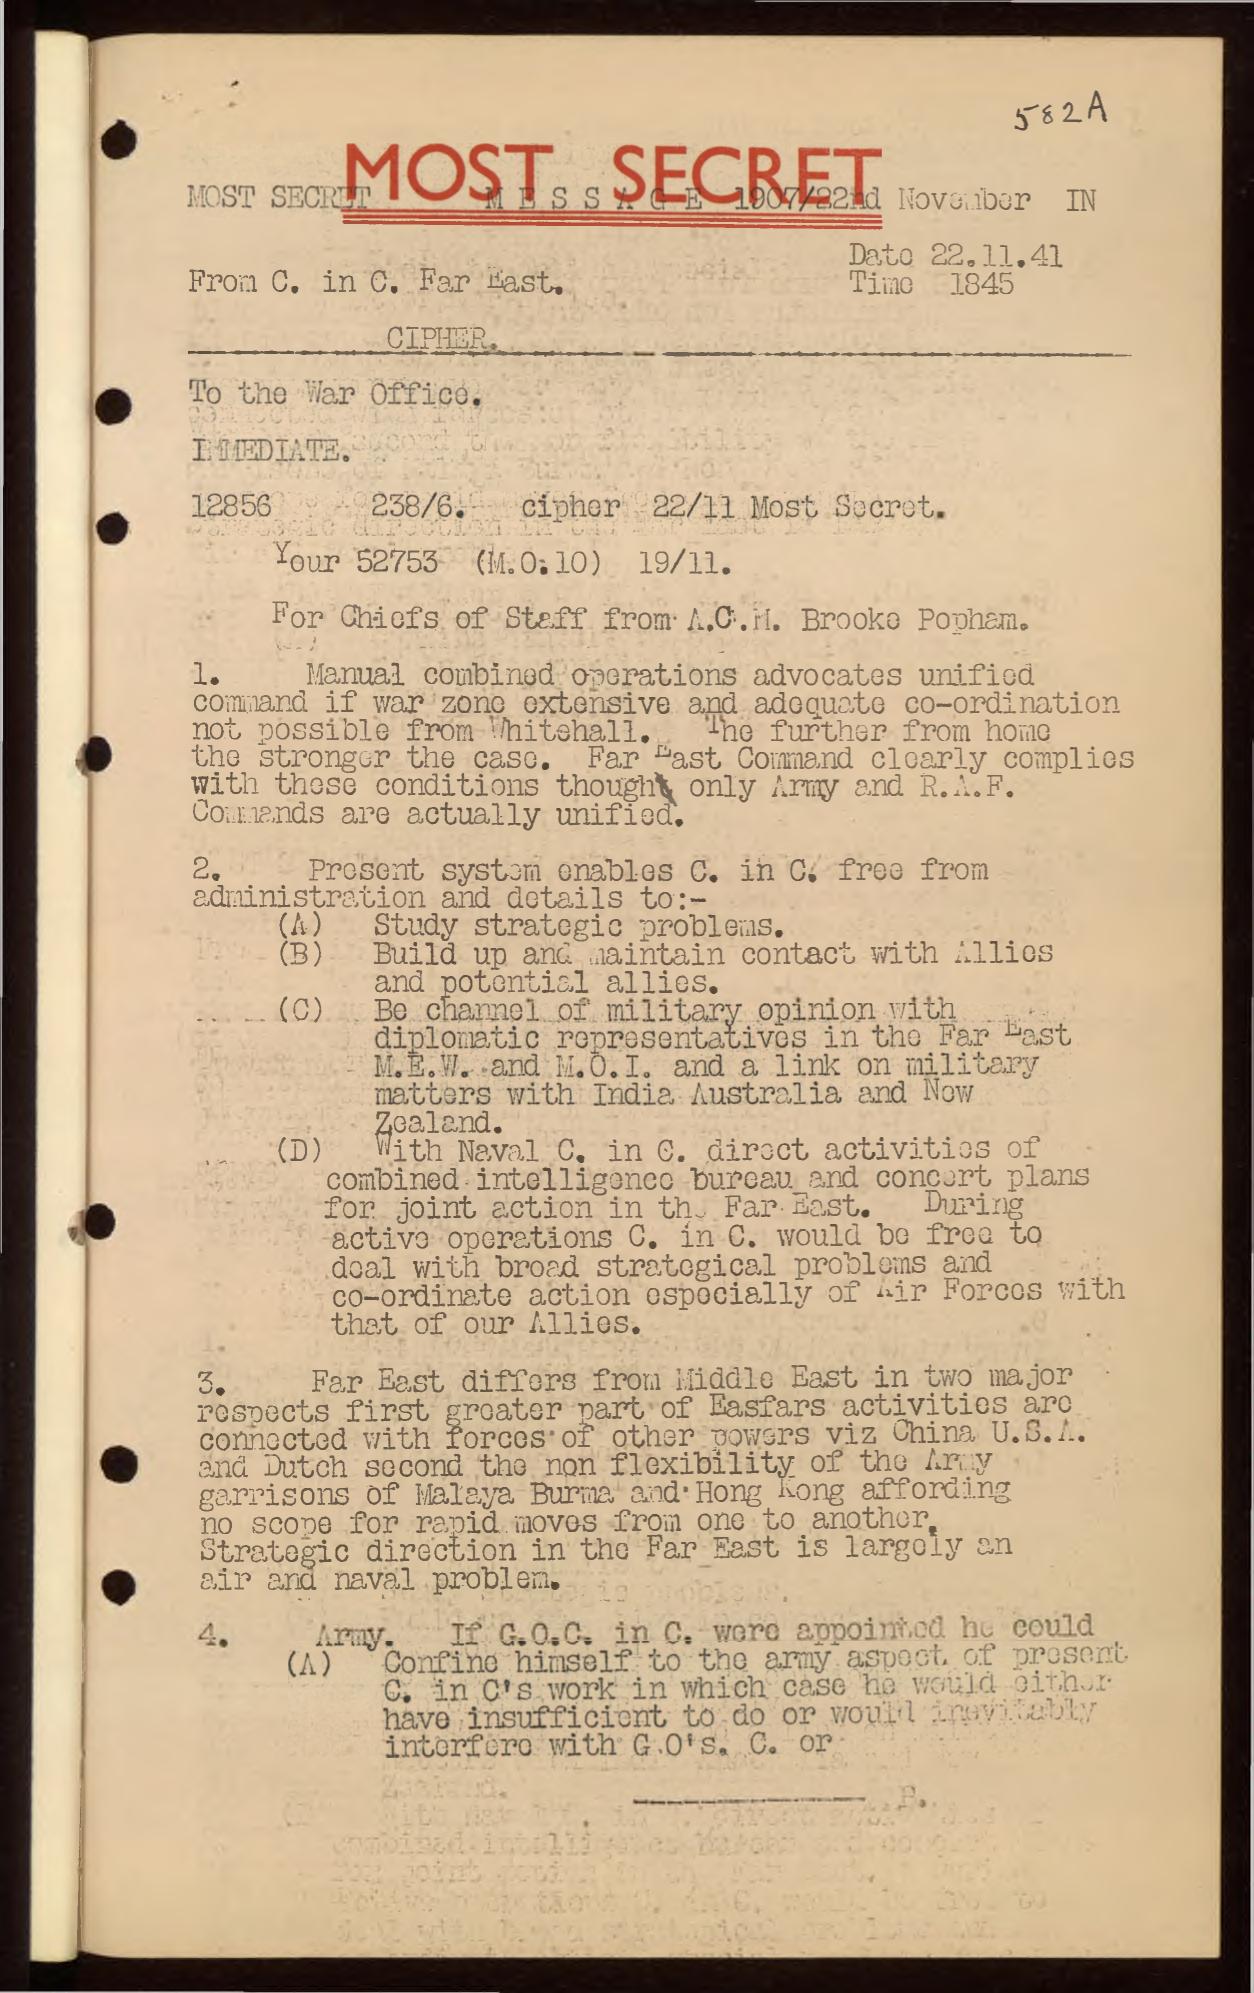 582A
MOST SECRET
MOST SECRET M E S S A G E 1907/22nd November IN
Date 22.11.41
From C. in C. Far East.
Time 1845
CIPHER.
To the War Office.
IMMEDIATE.
12856 238/6. cipher 22/11 Most Secret.
Your 52753 (M.O.10) 19/11.
For Chiefs of Staff from A.C.M. Brooke Popham.
1. Manual combined operations advocates unified
command if war zone extensive and adequate co-ordination
not possible from Whitehall. The further from home
the stronger the case. Far East Command clearly complies
with these conditions though only Army and R.A.F.
Commands are actually unified.
2. Present system enables C. in C. free from
administration and details to:-
(A) Study strategic problems.
(B) Build up and maintain contact with Allies
and potential allies.
(C) Be channel of military opinion with
diplomatic representatives in the Far East
M.E.W. and M.O.I. and a link on military
matters with India Australia and New
Zealand.
(D) With Naval C. in C. direct activities of
combined intelligence bureau and concert plans
for joint action in the Far East. During
active operations C. in C. would be free to
deal with broad strategical problems and
co-ordinate action especially of Air Forces with
that of our Allies.
3. Far East differs from Middle East in two major
respects first greater part of Easfars activities are
connected with forces of other powers viz China U.S.A.
and Dutch second the non flexibility of the Army
garrisons of Malaya Burma and Hong Kong affording
no scope for rapid moves from one to another.
Strategic direction in the Far East is largely an
air and naval problem.
4. Army. If G.O.C. in C. were appointed he could
(A) Confine himself to the army aspect of present
C. in C's work in which case he would either
have insufficient to do or would inevitably
interfere with G.O's. C. or